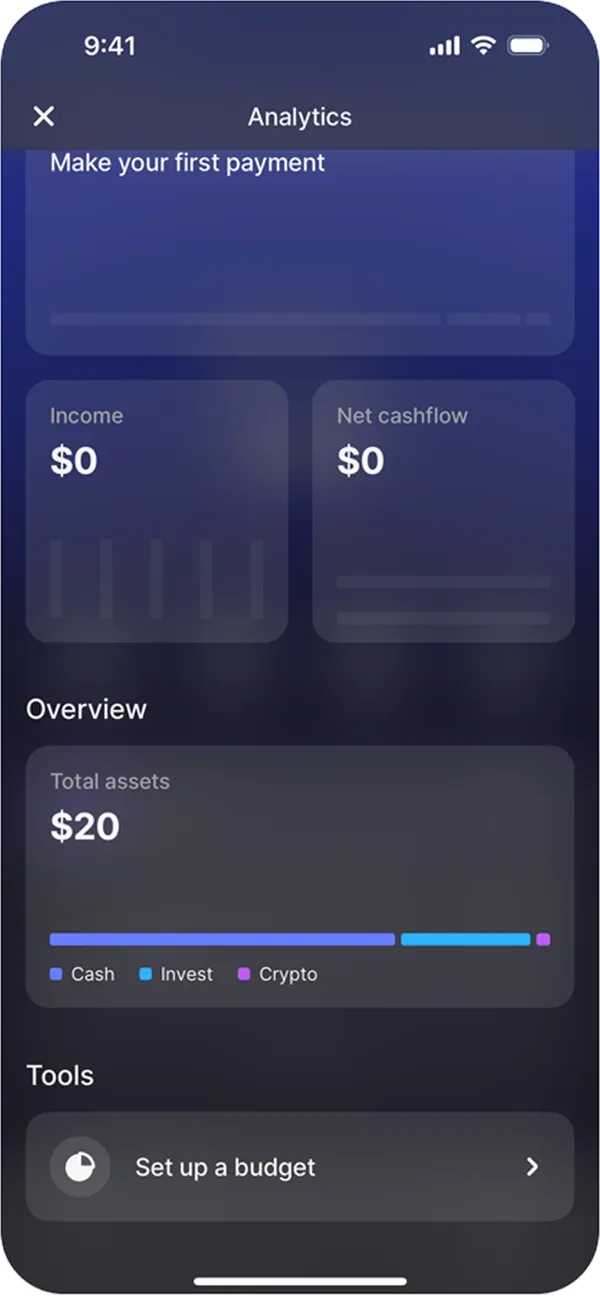 9:41
Analytics
Make your first payment
Income
$0
Net cashflow
$0
Overview
Total assets
$20
Cash Invest Crypto
Tools
Set up a budget